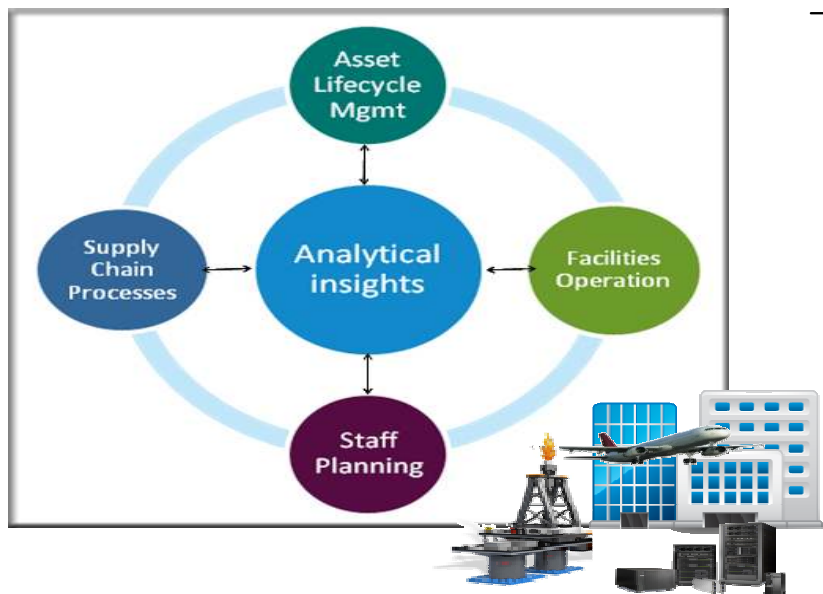 Asset
Lifecycle
Mgmt
Supply
Chain
Processes
Analytical
insights
Facilities
Operation
Staff
Planning